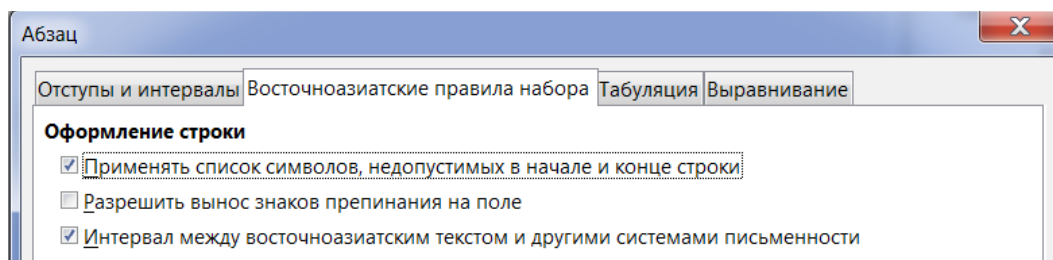 Абзац
Отступы и интервалы Восточноазиатские правила набора Табуляция Выравнивание
Оформление строки
Применять список символов, недопустимых в начале и конце строки
Разрешить вынос знаков препинания на поле
Интервал между восточноазиатским текстом и другими системами письменности